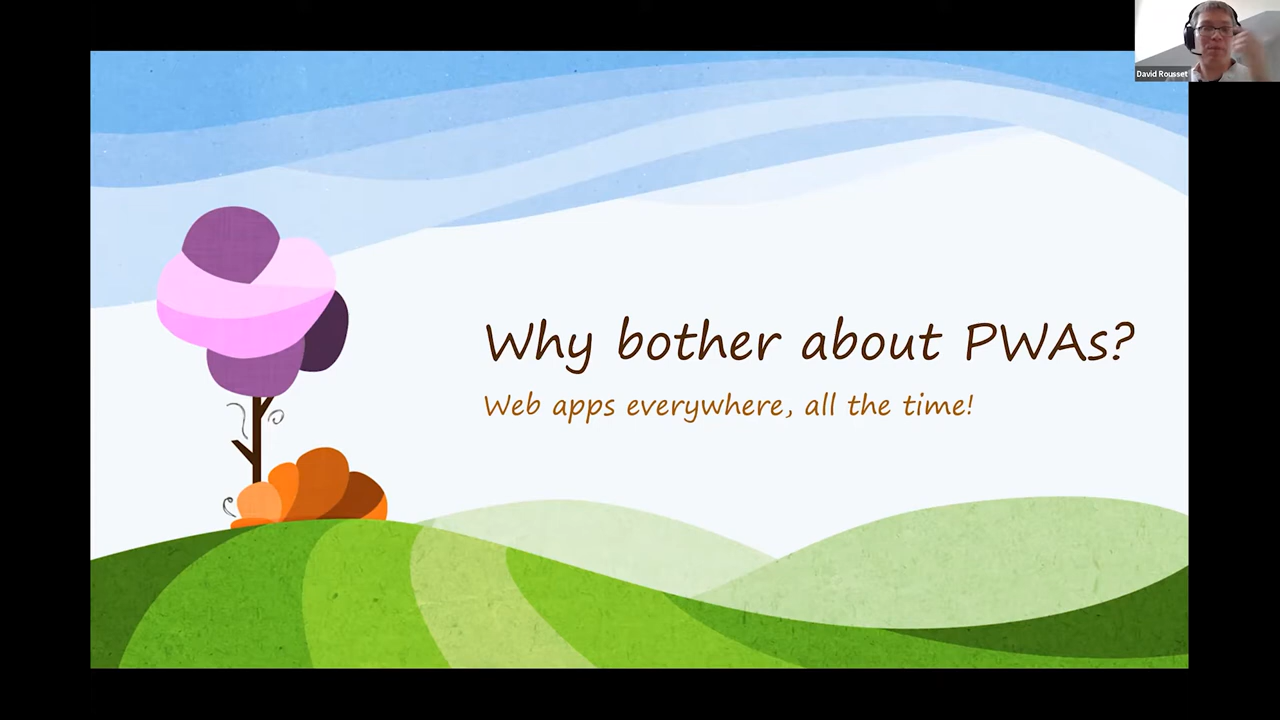 David Rousset
Why bother about PWAs?
Web apps everywhere, all the time!